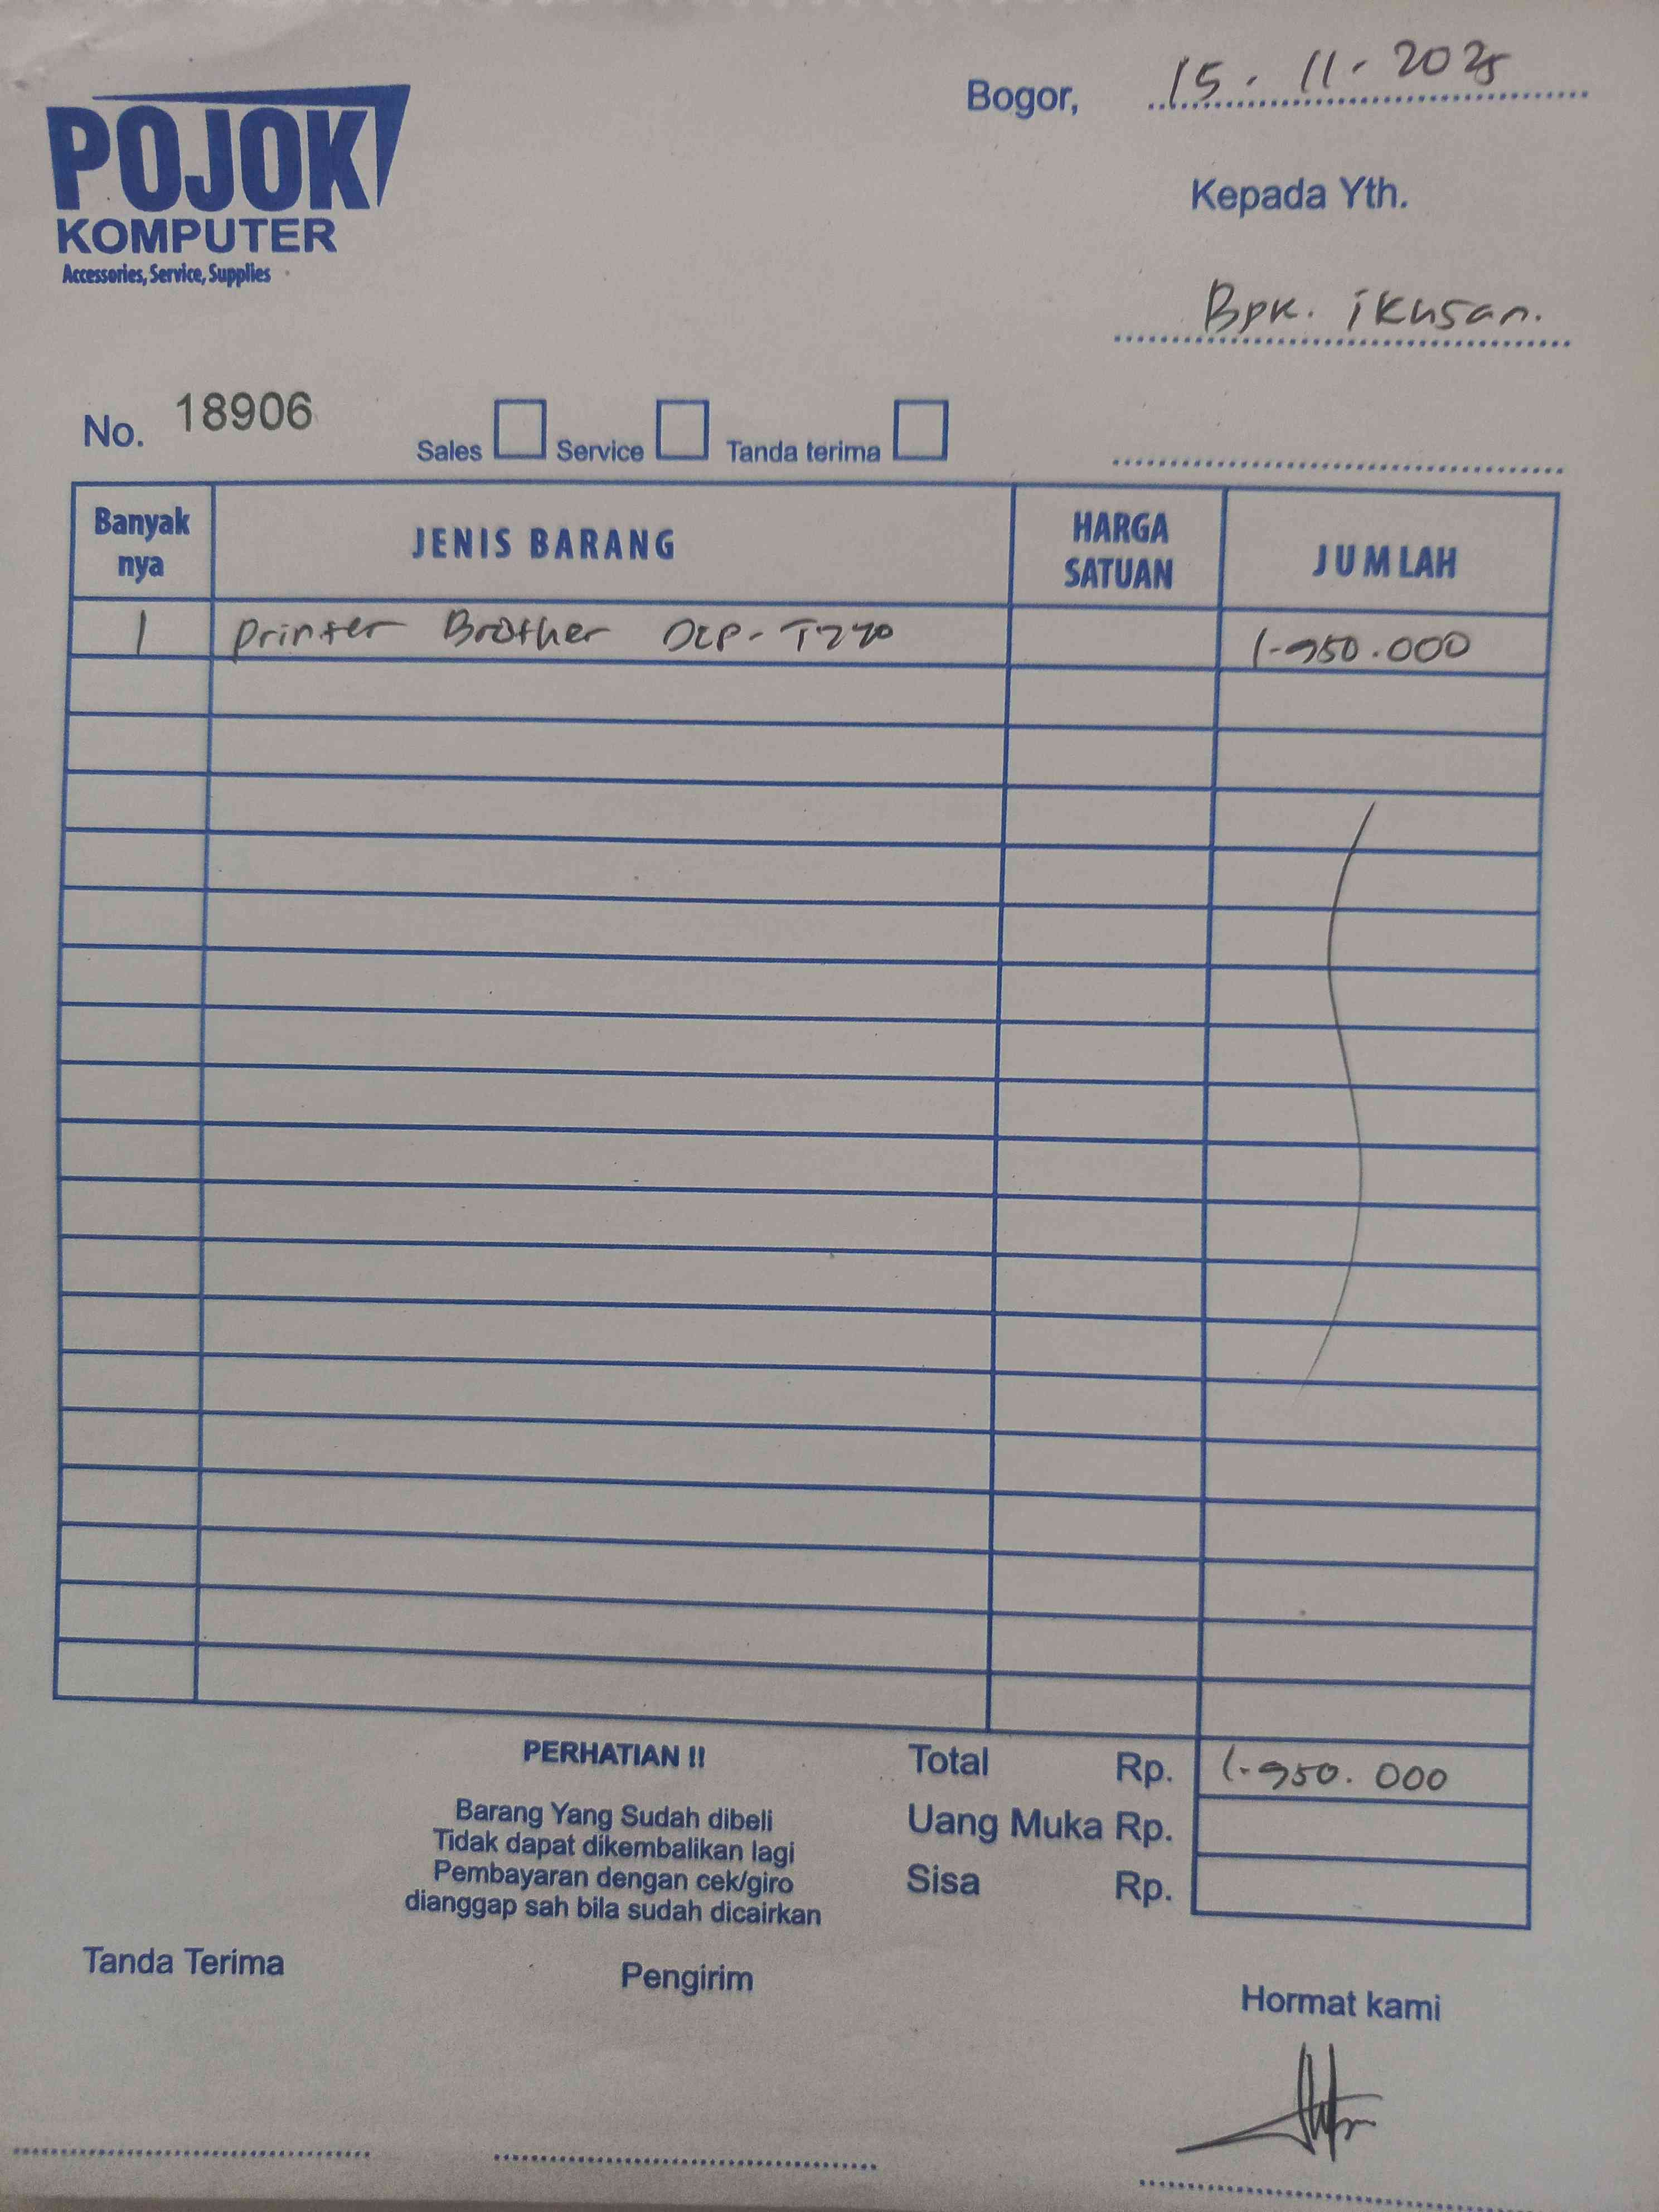 POJOK
KOMPUTER
Accessories, Service, Supplies
Bogor, 15 . 11 . 2025
Kepada Yth.
Bpk. ikhsan.
No. 18906
Sales Service Tanda terima
Banyak nya JENIS BARANG HARGA SATUAN JUMLAH
1 printer Brother DCP-T220 1.950.000
PERHATIAN !!
Barang Yang Sudah dibeli
Tidak dapat dikembalikan lagi
Pembayaran dengan cek/giro
dianggap sah bila sudah dicairkan
Total Rp. 1.950.000
Uang Muka Rp.
Sisa Rp.
Tanda Terima
Pengirim
Hormat kami